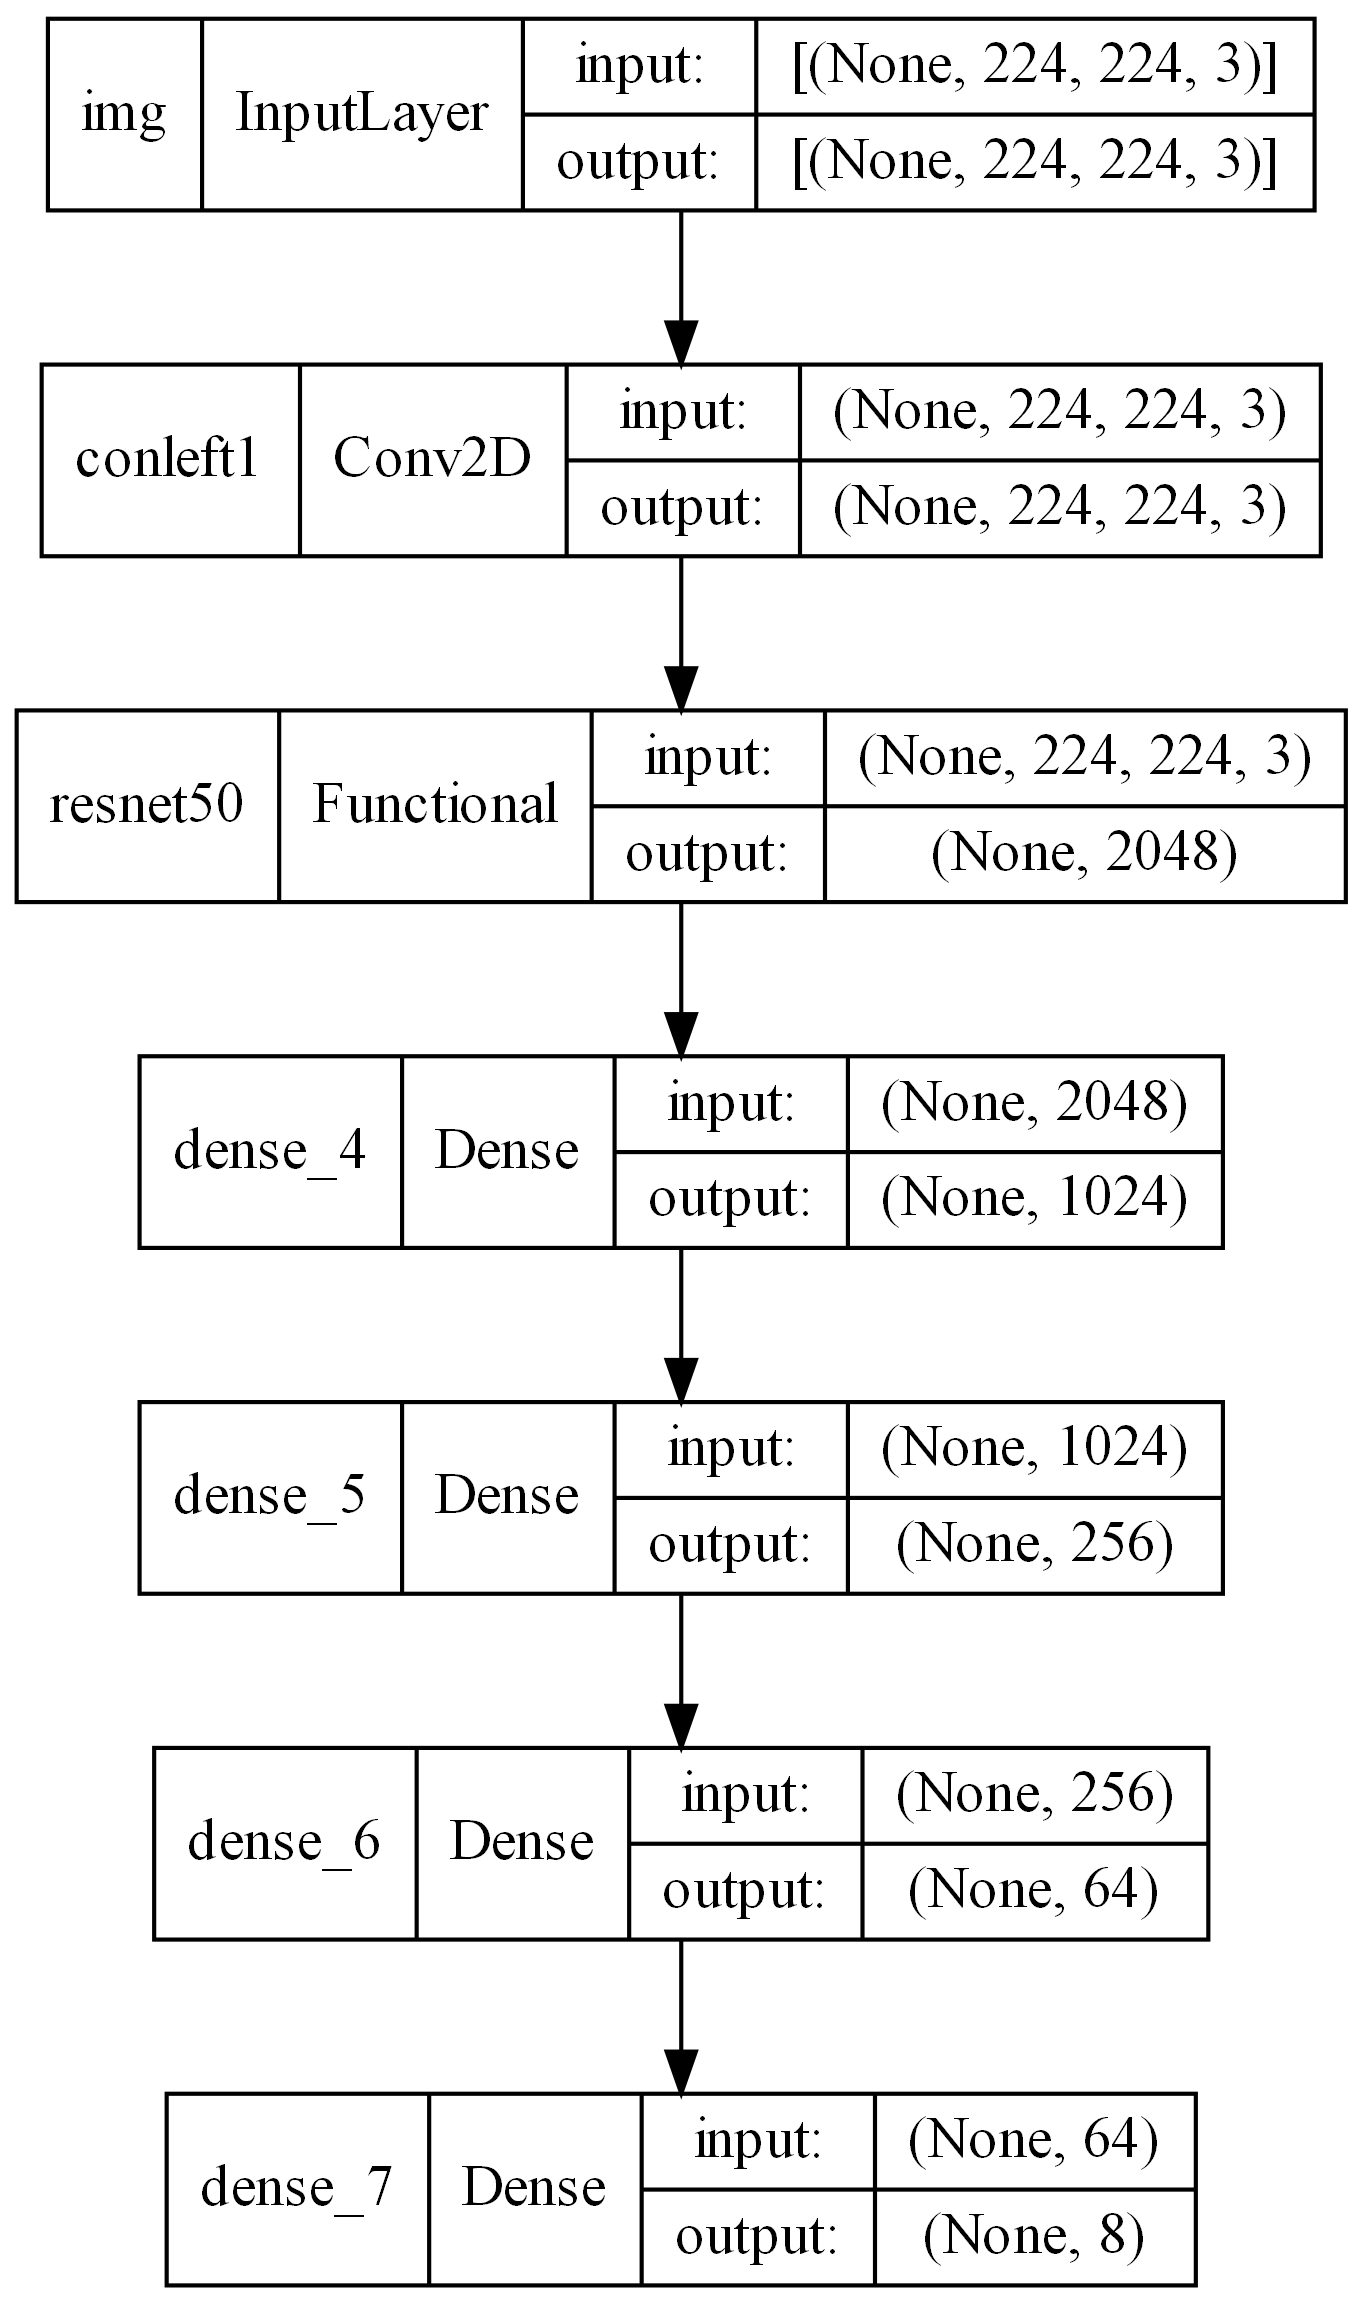 img InputLayer input: [(None, 224, 224, 3)]
output: [(None, 224, 224, 3)]
conleft1 Conv2D input: (None, 224, 224, 3)
output: (None, 224, 224, 3)
resnet50 Functional input: (None, 224, 224, 3)
output: (None, 2048)
dense_4 Dense input: (None, 2048)
output: (None, 1024)
dense_5 Dense input: (None, 1024)
output: (None, 256)
dense_6 Dense input: (None, 256)
output: (None, 64)
dense_7 Dense input: (None, 64)
output: (None, 8)